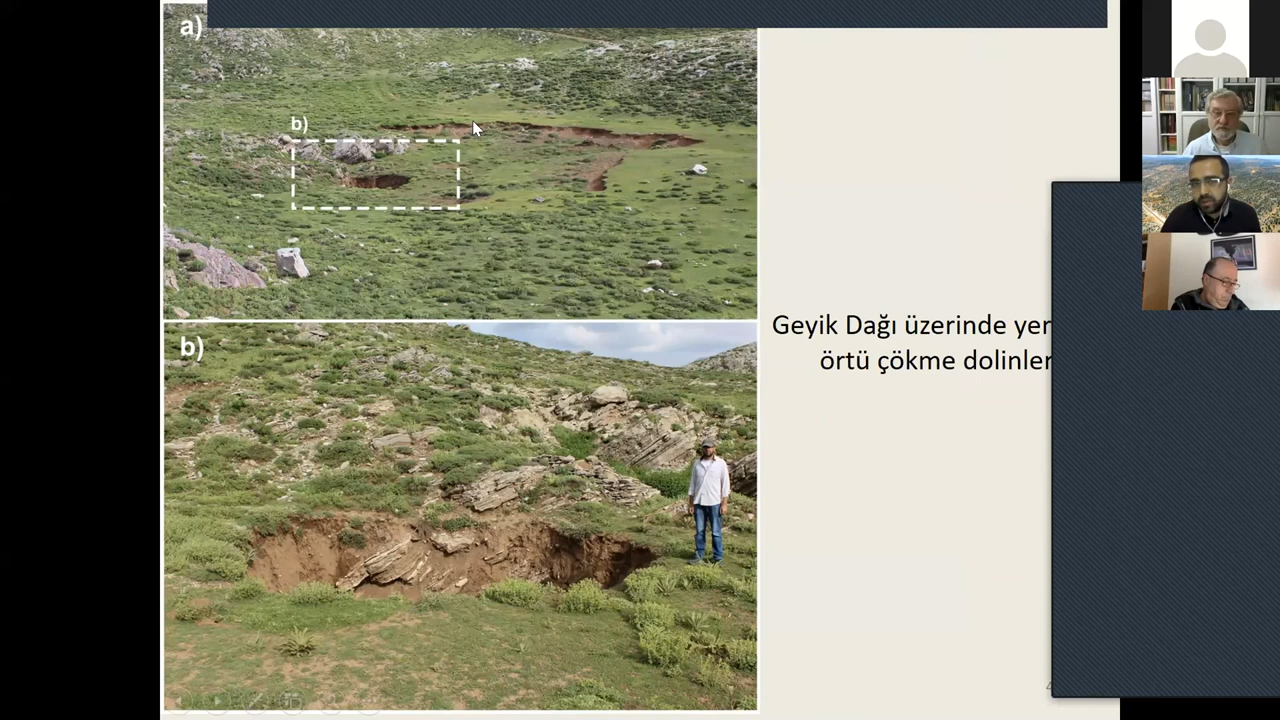 a)
b)
b)
Geyik Dağı üzerinde yer
örtü çökme dolinler